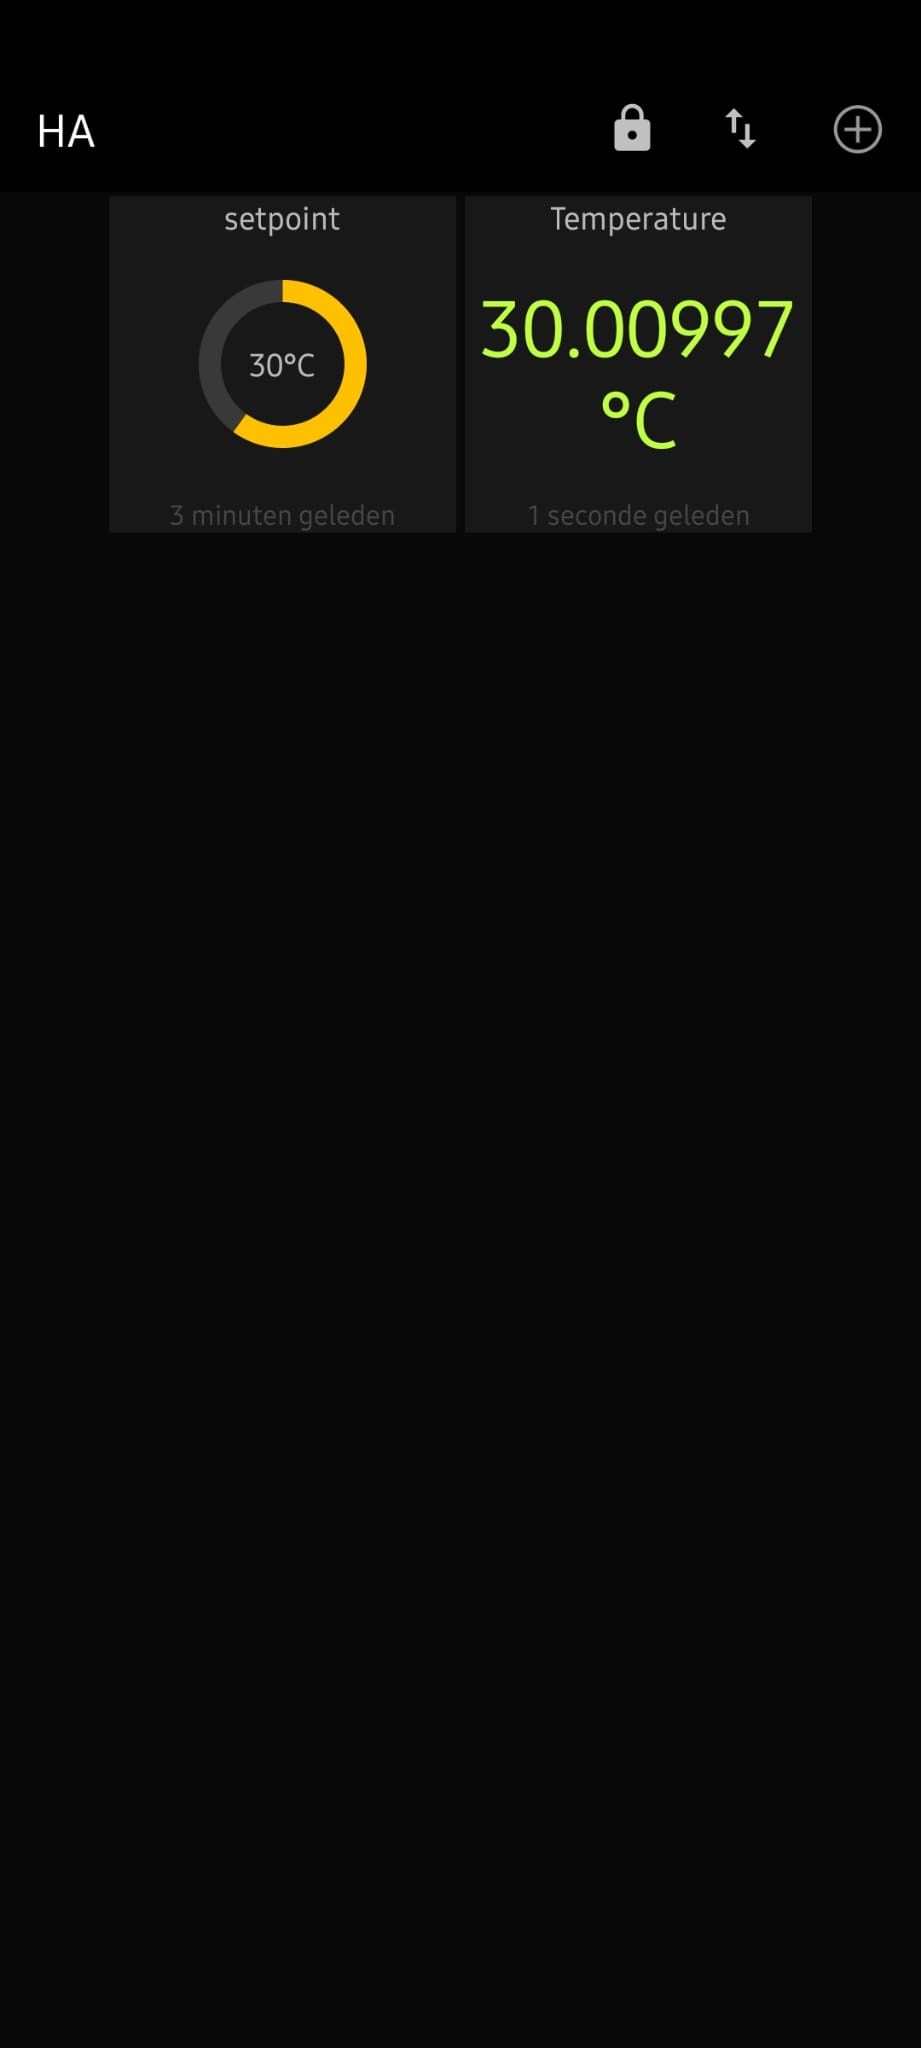 HA
setpoint
30°C
3 minuten geleden
Temperature
30.00997
°C
1 seconde geleden